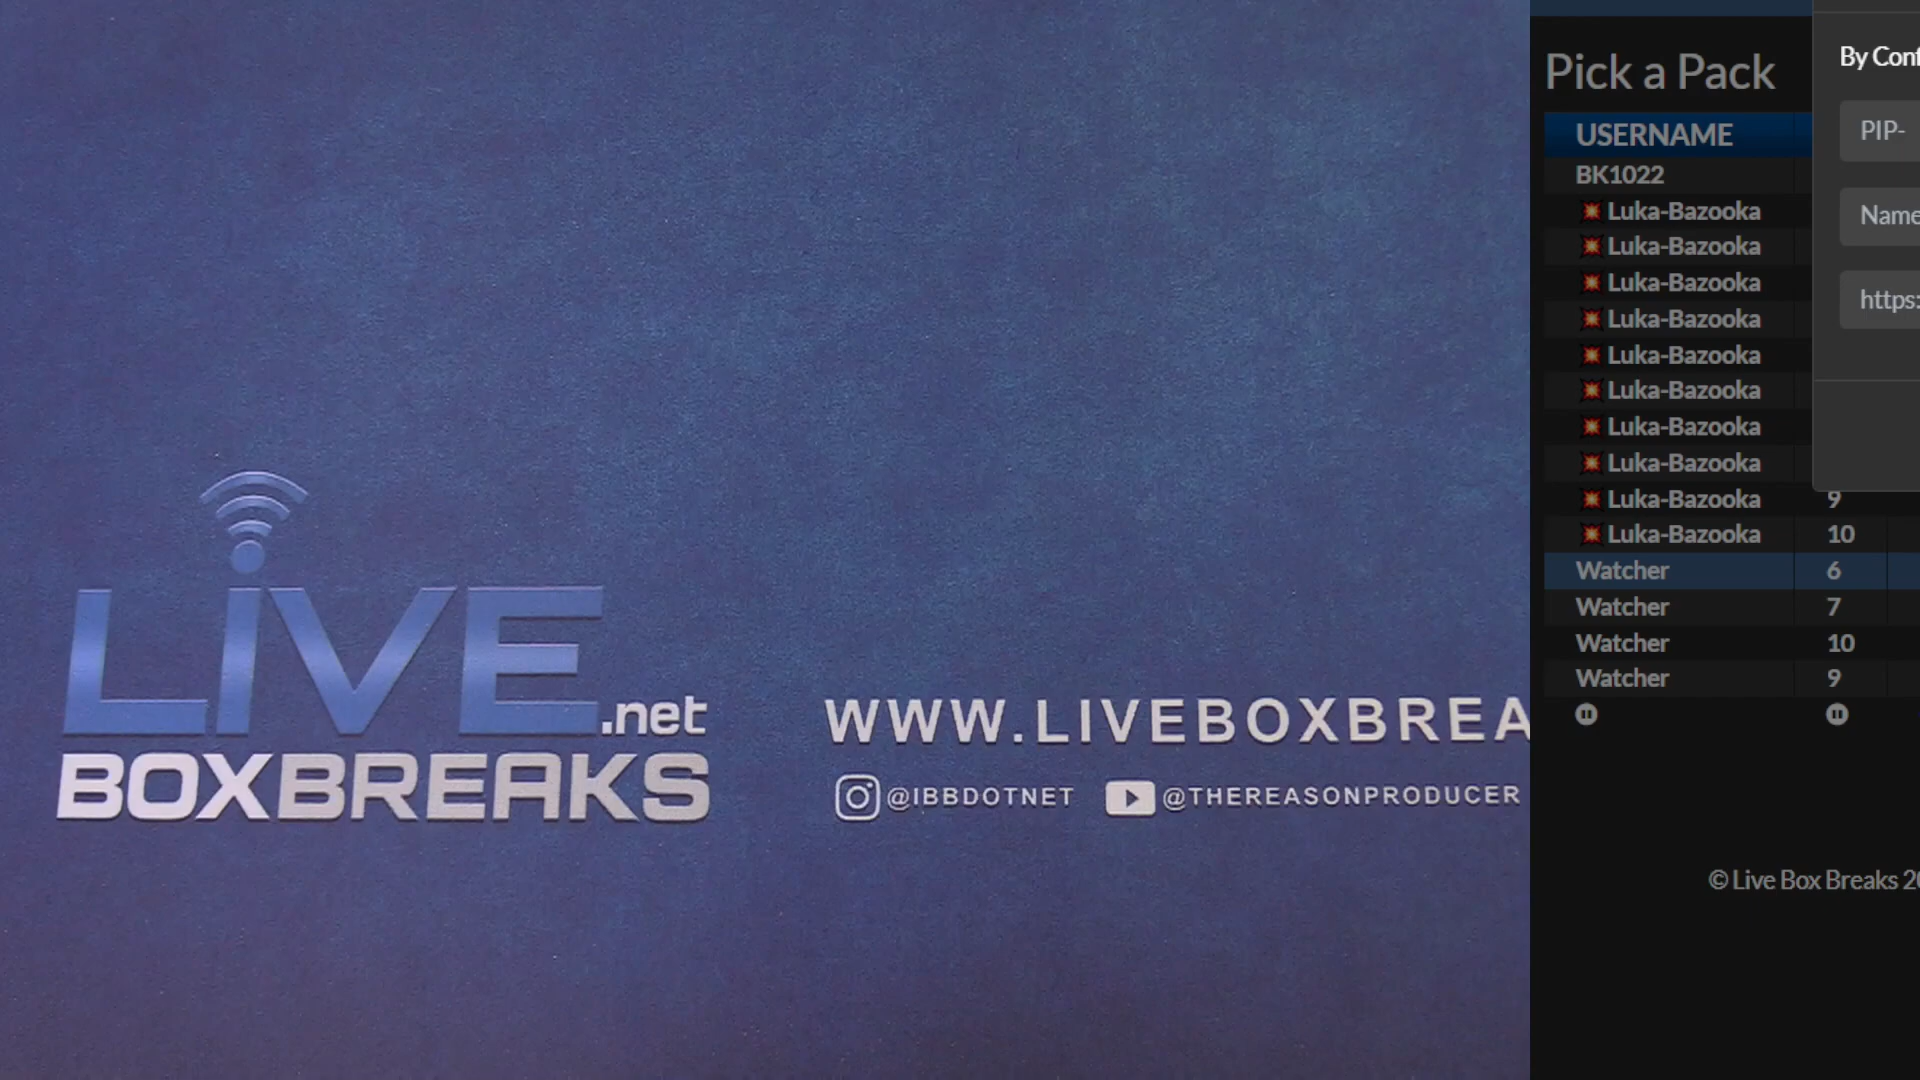 LIVE.net
BOXBREAKS
WWW.LIVEBOXBREA
@IBBDOTNET @THEREASONPRODUCER
Pick a Pack
USERNAME
BK1022
Luka-Bazooka
Luka-Bazooka
Luka-Bazooka
Luka-Bazooka
Luka-Bazooka
Luka-Bazooka
Luka-Bazooka
Luka-Bazooka
Luka-Bazooka 9
Luka-Bazooka 10
Watcher 6
Watcher 7
Watcher 10
Watcher 9
© Live Box Breaks 20
By Conf
PIP-
Name
https: